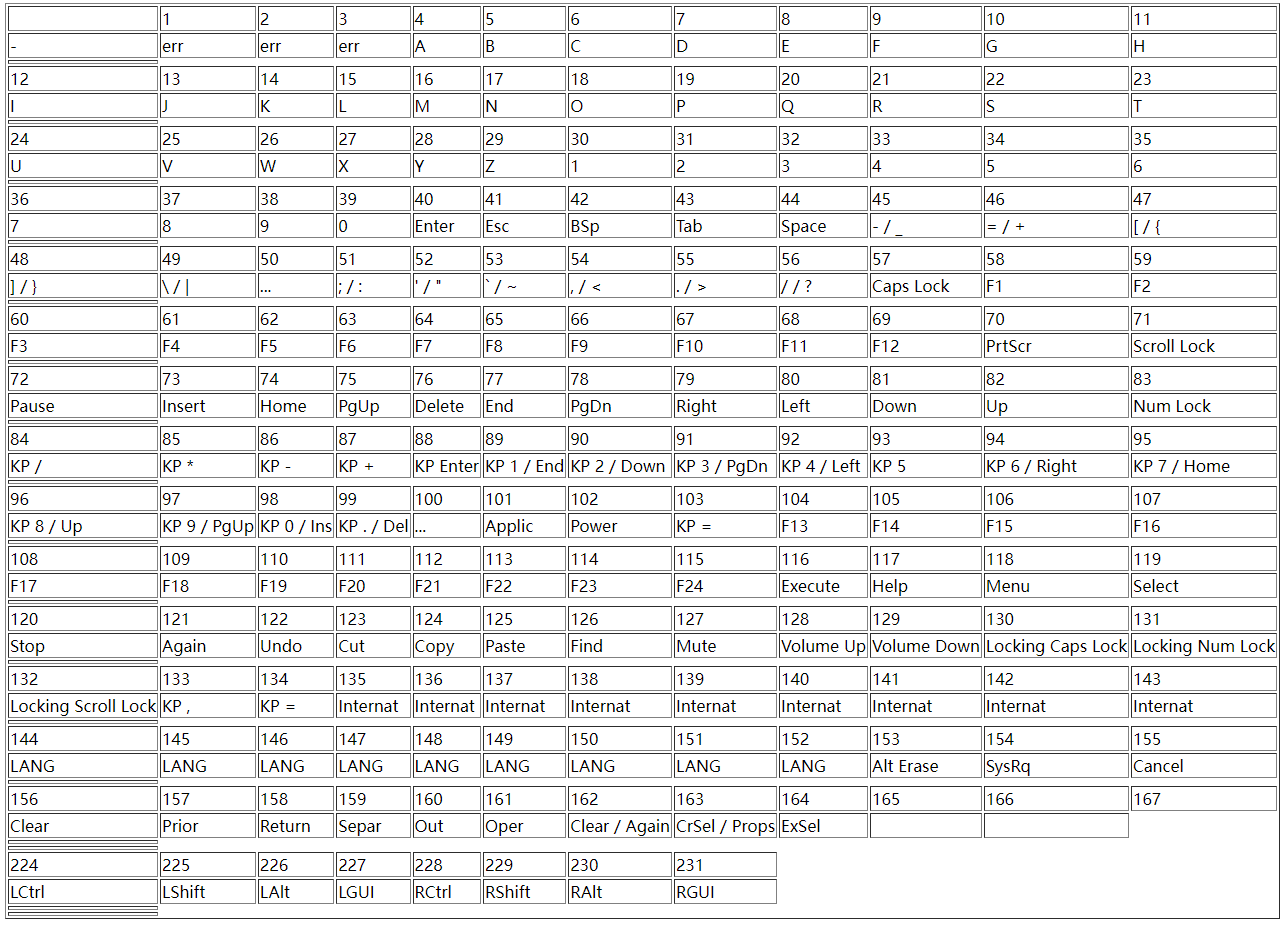 1 2 3 4 5 6 7 8 9 10 11
- err err err A B C D E F G H
12 13 14 15 16 17 18 19 20 21 22 23
I J K L M N O P Q R S T
24 25 26 27 28 29 30 31 32 33 34 35
U V W X Y Z 1 2 3 4 5 6
36 37 38 39 40 41 42 43 44 45 46 47
7 8 9 0 Enter Esc BSp Tab Space - / _ = / + [ / {
48 49 50 51 52 53 54 55 56 57 58 59
] / } \ / | ... ; / : ' / " ` / ~ , / < . / > / / ? Caps Lock F1 F2
60 61 62 63 64 65 66 67 68 69 70 71
F3 F4 F5 F6 F7 F8 F9 F10 F11 F12 PrtScr Scroll Lock
72 73 74 75 76 77 78 79 80 81 82 83
Pause Insert Home PgUp Delete End PgDn Right Left Down Up Num Lock
84 85 86 87 88 89 90 91 92 93 94 95
KP / KP * KP - KP + KP Enter KP 1 / End KP 2 / Down KP 3 / PgDn KP 4 / Left KP 5 KP 6 / Right KP 7 / Home
96 97 98 99 100 101 102 103 104 105 106 107
KP 8 / Up KP 9 / PgUp KP 0 / Ins KP . / Del ... Applic Power KP = F13 F14 F15 F16
108 109 110 111 112 113 114 115 116 117 118 119
F17 F18 F19 F20 F21 F22 F23 F24 Execute Help Menu Select
120 121 122 123 124 125 126 127 128 129 130 131
Stop Again Undo Cut Copy Paste Find Mute Volume Up Volume Down Locking Caps Lock Locking Num Lock
132 133 134 135 136 137 138 139 140 141 142 143
Locking Scroll Lock KP , KP = Internat Internat Internat Internat Internat Internat Internat Internat Internat
144 145 146 147 148 149 150 151 152 153 154 155
LANG LANG LANG LANG LANG LANG LANG LANG LANG Alt Erase SysRq Cancel
156 157 158 159 160 161 162 163 164 165 166 167
Clear Prior Return Separ Out Oper Clear / Again CrSel / Props ExSel
224 225 226 227 228 229 230 231
LCtrl LShift LAlt LGUI RCtrl RShift RAlt RGUI